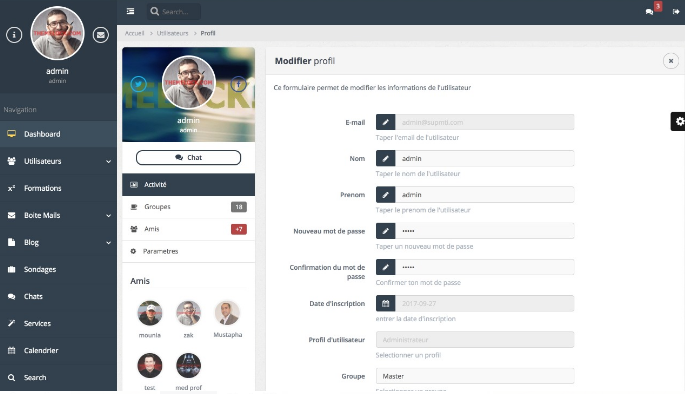 admin
admin
Navigation
Dashboard
Utilisateurs
Formations
Boite Mails
Blog
Sondages
Chats
Services
Calendrier
Search
Search...
3
Accueil > Utilisateurs > Profil
admin
admin
Chat
Activité
Groupes 18
Amis +7
Parametres
Amis
mounia zak Mustapha
test med prof
Modifier profil
Ce formulaire permet de modifier les informations de l'utilisateur
E-mail admin@supmti.com
Taper l'email de l'utilisateur
Nom admin
Taper le nom de l'utilisateur
Prenom admin
Taper le prenom de l'utilisateur
Nouveau mot de passe •••••
Taper un nouveau mot de passe
Confirmation du mot de
passe •••••
Confirmer ton mot de passe
Date d'inscription 2017-09-27
entrer la date d'inscription
Profil d'utilisateur Administrateur
Selectionner un profil
Groupe Master